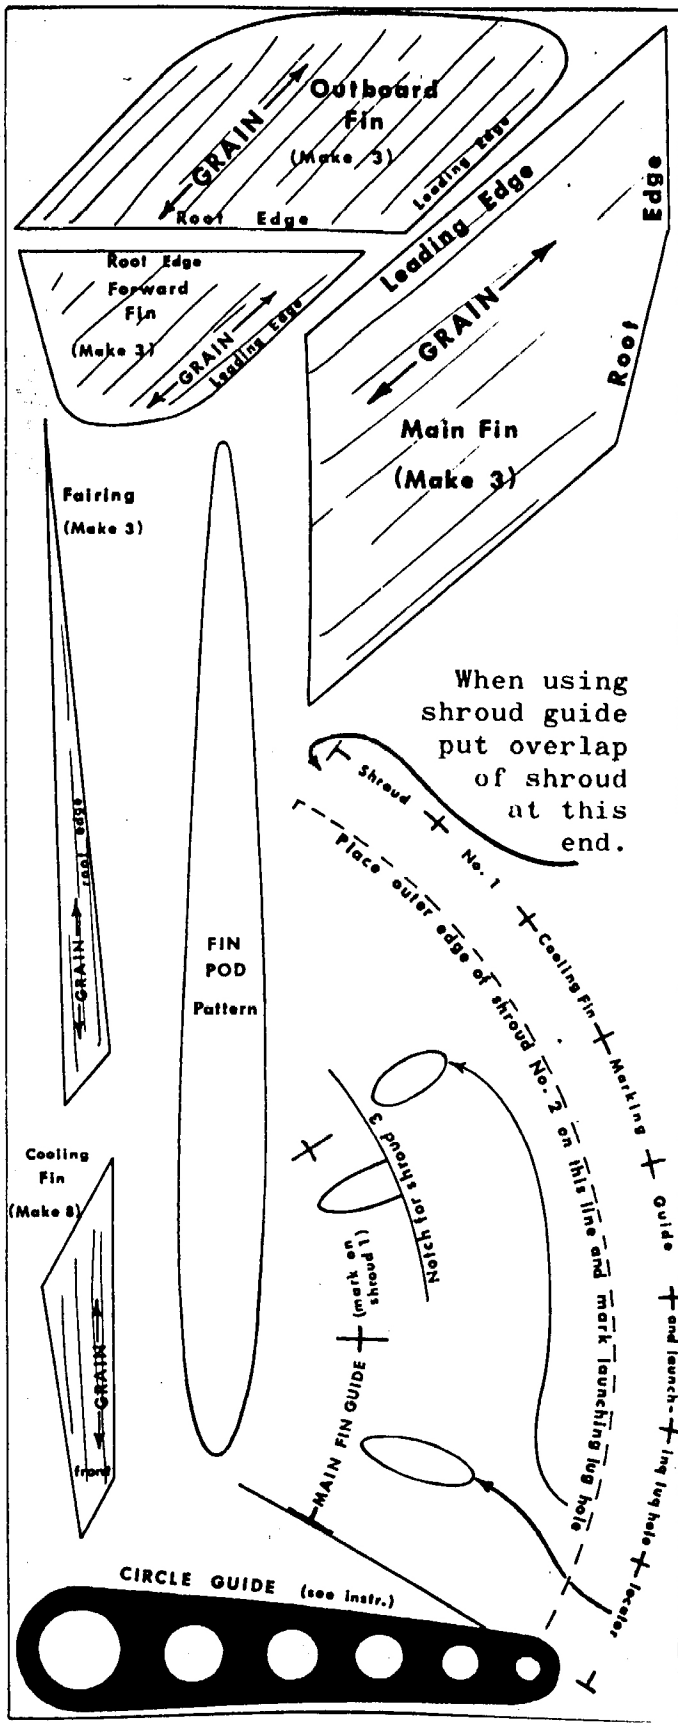 Outboard
Fin
(Make 3)
GRAIN
Leading Edge
Root Edge
Leading Edge
Edge
Root
GRAIN
Main Fin
(Make 3)
Root Edge
Forward
Fin
(Make 3)
GRAIN
Leading Edge
Fairing
(Make 3)
root edge
GRAIN
When using
shroud guide
put overlap
of shroud
at this
end.
Shroud No. 1 Cooling Fin Marking Guide and launch-ing lug hole locator
Place outer edge of shroud No. 2 on this line and mark launching lug hole
FIN
POD
Pattern
Notch for shroud 3
(mark on
shroud 1)
MAIN FIN GUIDE
Cooling
Fin
(Make 8)
GRAIN
front
CIRCLE GUIDE (see instr.)